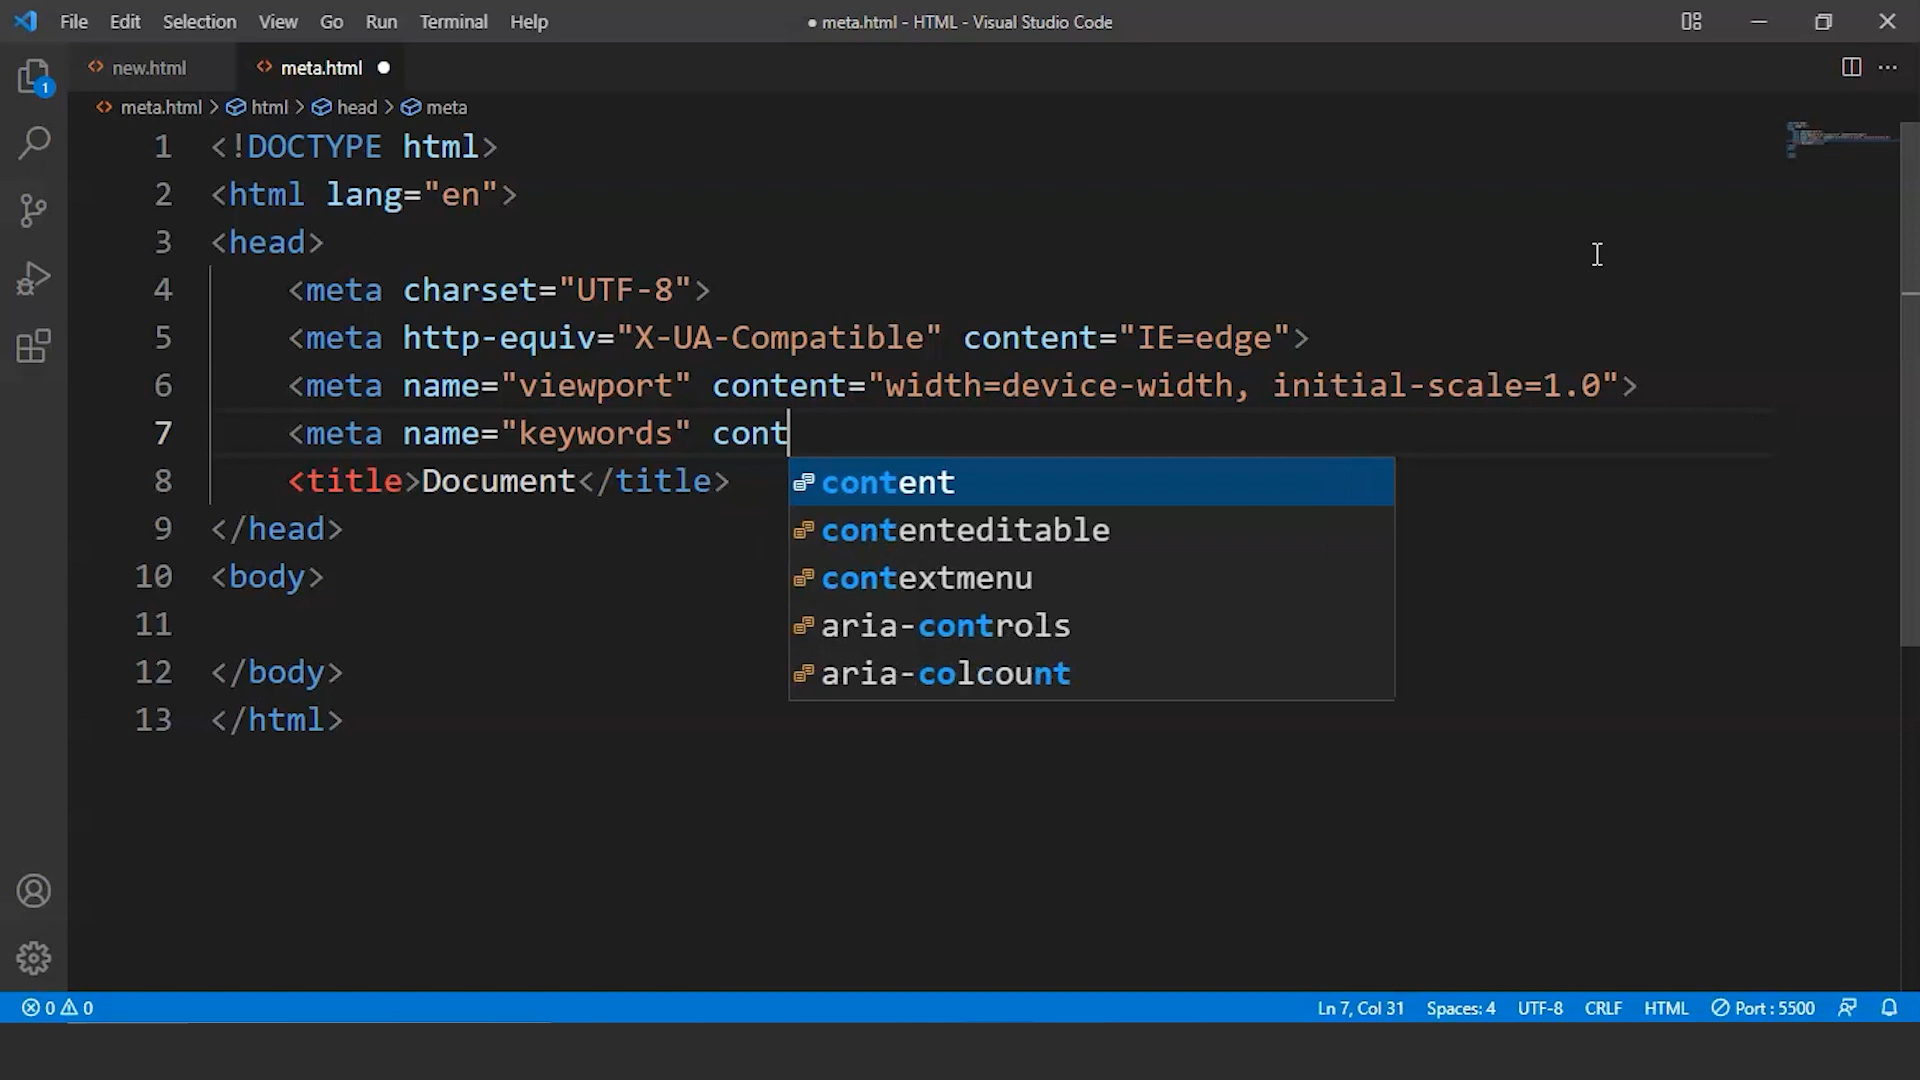 File Edit Selection View Go Run Terminal Help ● meta.html - HTML - Visual Studio Code
new.html meta.html ●
1
meta.html > html > head > meta
1 <!DOCTYPE html>
2 <html lang="en">
3 <head>
4 <meta charset="UTF-8">
5 <meta http-equiv="X-UA-Compatible" content="IE=edge">
6 <meta name="viewport" content="width=device-width, initial-scale=1.0">
7 <meta name="keywords" cont
8 <title>Document</title>
content
contenteditable
contextmenu
aria-controls
aria-colcount
9 </head>
10 <body>
11
12 </body>
13 </html>
0 0 Ln 7, Col 31 Spaces: 4 UTF-8 CRLF HTML Port : 5500